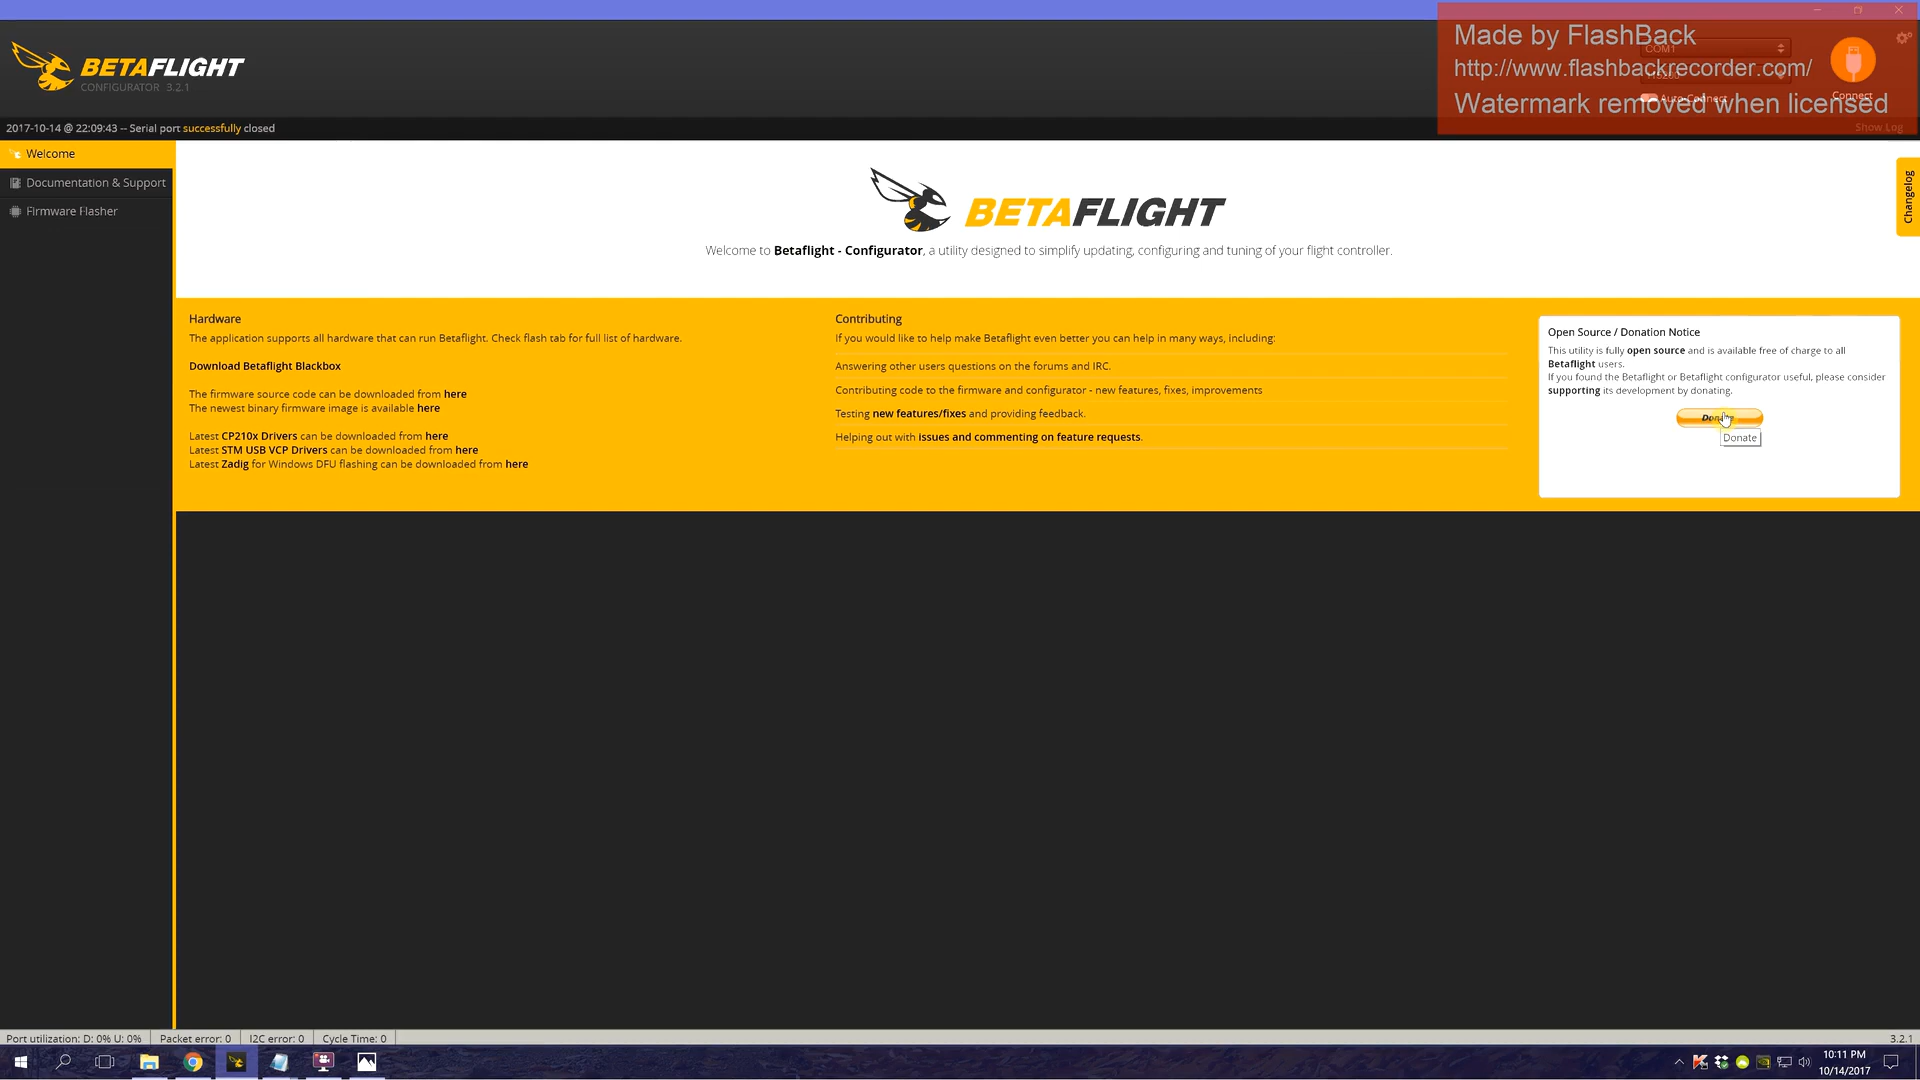 Made by FlashBack
http://www.flashbackrecorder.com/
Watermark removed when licensed
COM1
Auto-Connect
Connect
Show Log
BETAFLIGHT
CONFIGURATOR 3.2.1
2017-10-14 @ 22:09:43 -- Serial port successfully closed
Welcome
Documentation & Support
Firmware Flasher
BETAFLIGHT
Changelog
Welcome to Betaflight - Configurator, a utility designed to simplify updating, configuring and tuning of your flight controller.
Hardware
The application supports all hardware that can run Betaflight. Check flash tab for full list of hardware.
Download Betaflight Blackbox
The firmware source code can be downloaded from here
The newest binary firmware image is available here
Latest CP210x Drivers can be downloaded from here
Latest STM USB VCP Drivers can be downloaded from here
Latest Zadig for Windows DFU flashing can be downloaded from here
Contributing
If you would like to help make Betaflight even better you can help in many ways, including:
Answering other users questions on the forums and IRC.
Contributing code to the firmware and configurator - new features, fixes, improvements
Testing new features/fixes and providing feedback.
Helping out with issues and commenting on feature requests.
Open Source / Donation Notice
This utility is fully open source and is available free of charge to all
Betaflight users.
If you found the Betaflight or Betaflight configurator useful, please consider
supporting its development by donating.
Donate
Port utilization: D: 0% U: 0%
Packet error: 0
I2C error: 0
Cycle Time: 0
3.2.1
10:11 PM
10/14/2017